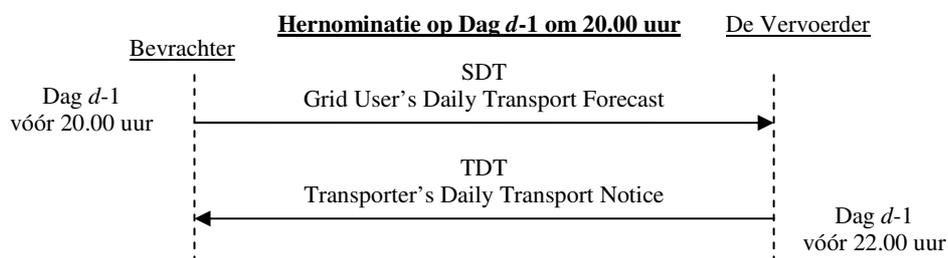 Hernominatie op Dag d-1 om 20.00 uur
De Vervoerder
Bevrachter
SDT
Grid User's Daily Transport Forecast
Dag d-1
vóór 20.00 uur
TDT
Transporter's Daily Transport Notice
Dag d-1
vóór 22.00 uur